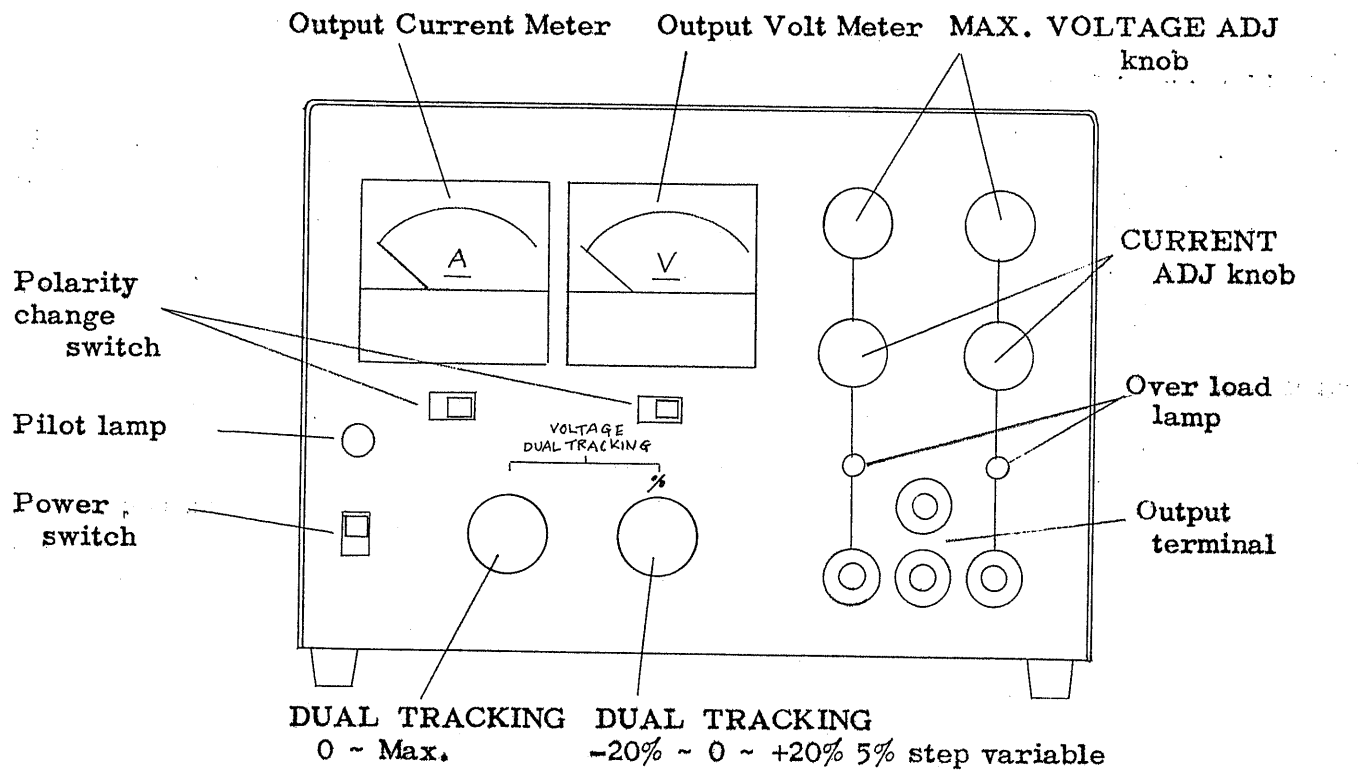 Output Current Meter
Output Volt Meter
MAX. VOLTAGE ADJ
knob
A
V
CURRENT
ADJ knob
Polarity
change
switch
Over load
lamp
Pilot lamp
VOLTAGE
DUAL TRACKING
%
Power
switch
Output
terminal
DUAL TRACKING
0 ~ Max.
DUAL TRACKING
-20% ~ 0 ~ +20% 5% step variable